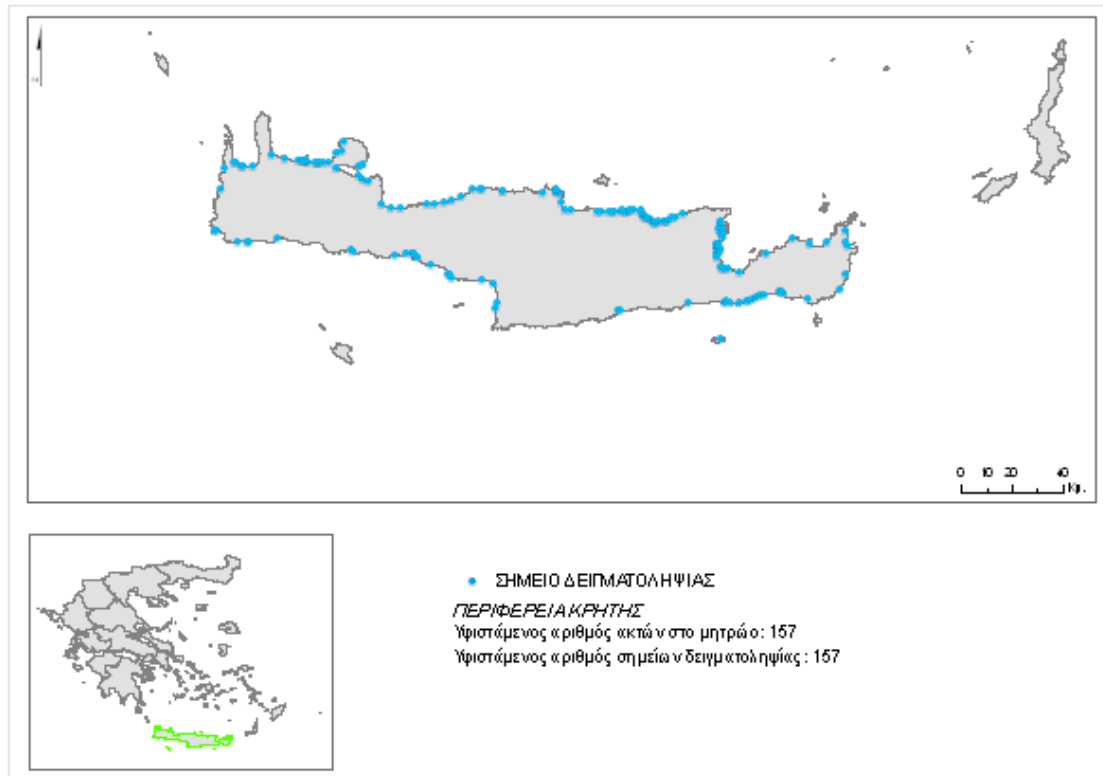 0 10 20 40
Χμ.
ΣΗΜΕΙΟ ΔΕΙΓΜΑΤΟΛΗΨΙΑΣ
ΠΕΡΙΦΕΡΕΙΑ ΚΡΗΤΗΣ
Υφιστάμενος αριθμός ακτών στο μητρώο: 157
Υφιστάμενος αριθμός σημείων δειγματοληψίας : 157